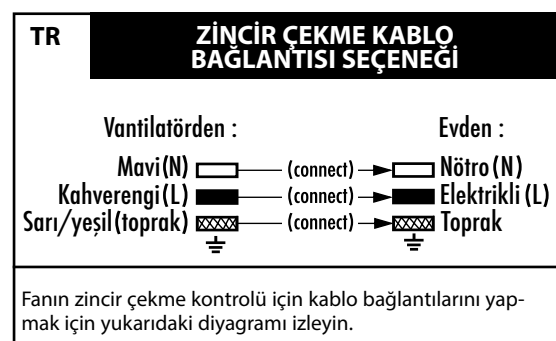 TR
ZİNCİR ÇEKME KABLO
BAĞLANTISI SEÇENEĞİ
Vantilatörden : Evden :
Mavi(N) (connect) Nötro(N)
Kahverengi(L) (connect) Elektrikli (L)
Sarı/yeşil(toprak) (connect) Toprak
Fanın zincir çekme kontrolü için kablo bağlantılarını yap-
mak için yukarıdaki diyagramı izleyin.